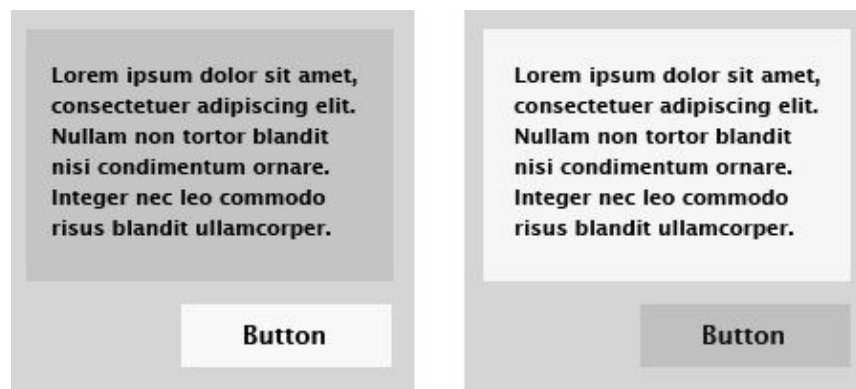 Lorem ipsum dolor sit amet,
consectetuer adipiscing elit.
Nullam non tortor blandit
nisi condimentum ornare.
Integer nec leo commodo
risus blandit ullamcorper.
Button
Lorem ipsum dolor sit amet,
consectetuer adipiscing elit.
Nullam non tortor blandit
nisi condimentum ornare.
Integer nec leo commodo
risus blandit ullamcorper.
Button